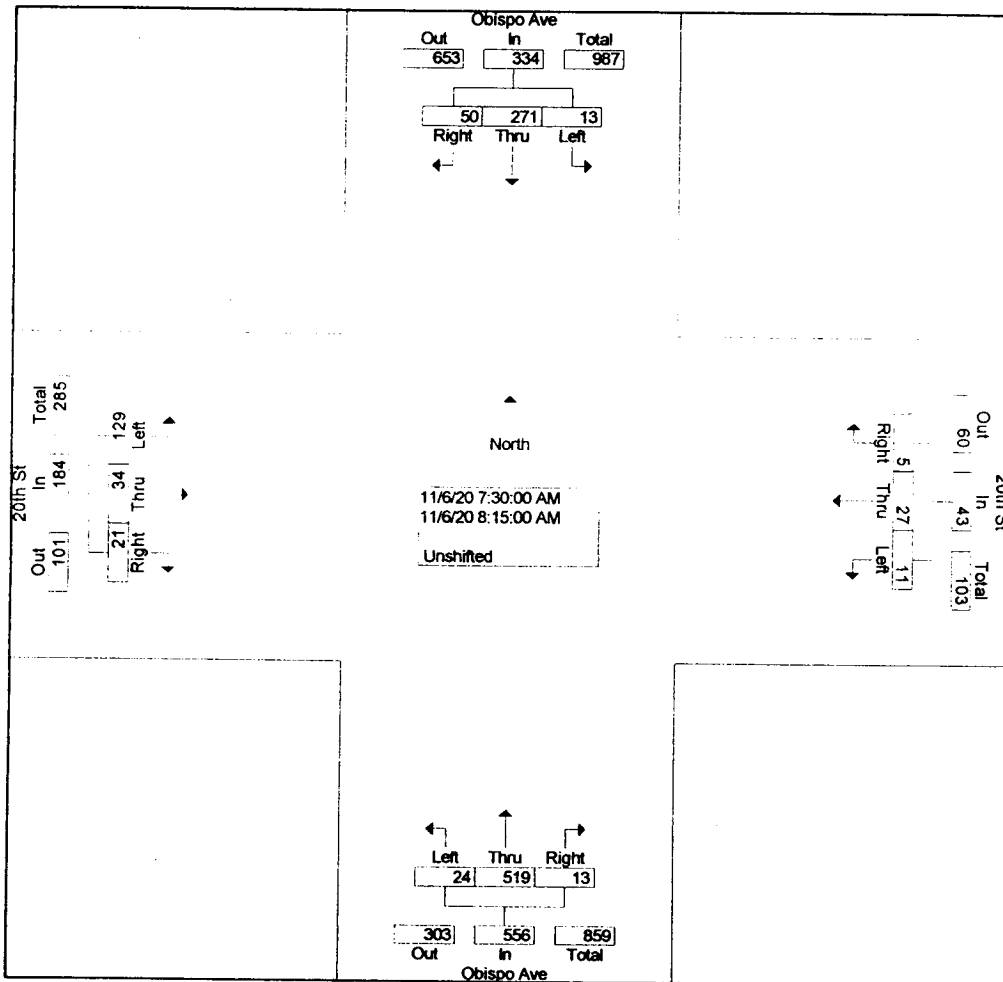 Obispo Ave
Out In Total
653 334 987
50 271 13
Right Thru Left
20th St
Total In Out
285 184 101
129 34 21
Left Thru Right
North
11/6/20 7:30:00 AM
11/6/20 8:15:00 AM
Unshifted
Right Thru Left
5 27 11
60 43 103
Out In Total
20th St
Left Thru Right
24 519 13
303 556 859
Out In Total
Obispo Ave